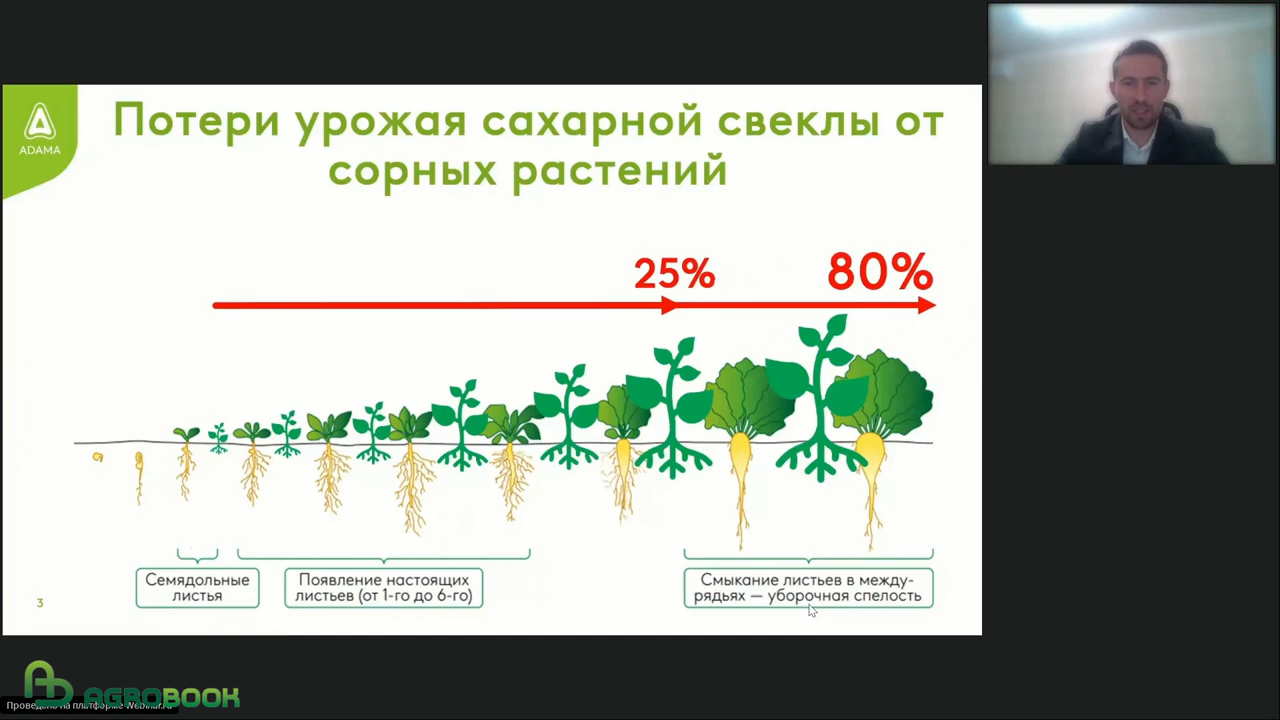 ADAMA
Потери урожая сахарной свеклы от
сорных растений
25%
80%
Семядольные
листья
Появление настоящих
листьев (от 1-го до 6-го)
Смыкание листьев в между-
рядьях — уборочная спелость
3
AGROBOOK
Проведено на платформе Webinar.ru